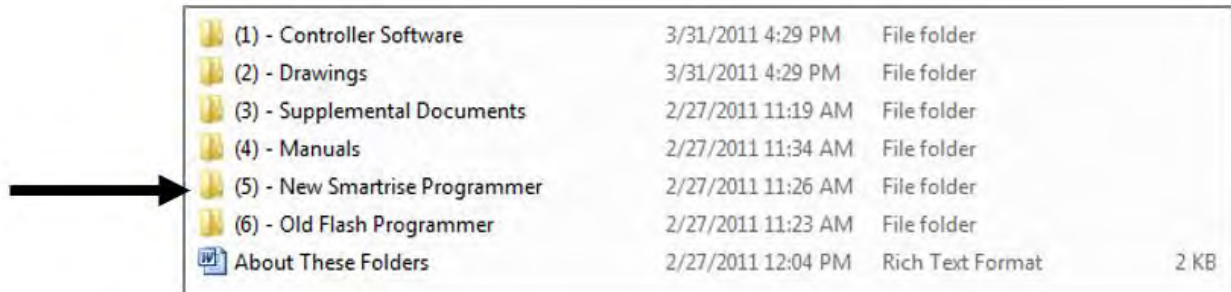 (1) - Controller Software 3/31/2011 4:29 PM File folder
(2) - Drawings 3/31/2011 4:29 PM File folder
(3) - Supplemental Documents 2/27/2011 11:19 AM File folder
(4) - Manuals 2/27/2011 11:34 AM File folder
(5) - New Smartrise Programmer 2/27/2011 11:26 AM File folder
(6) - Old Flash Programmer 2/27/2011 11:23 AM File folder
About These Folders 2/27/2011 12:04 PM Rich Text Format 2 KB